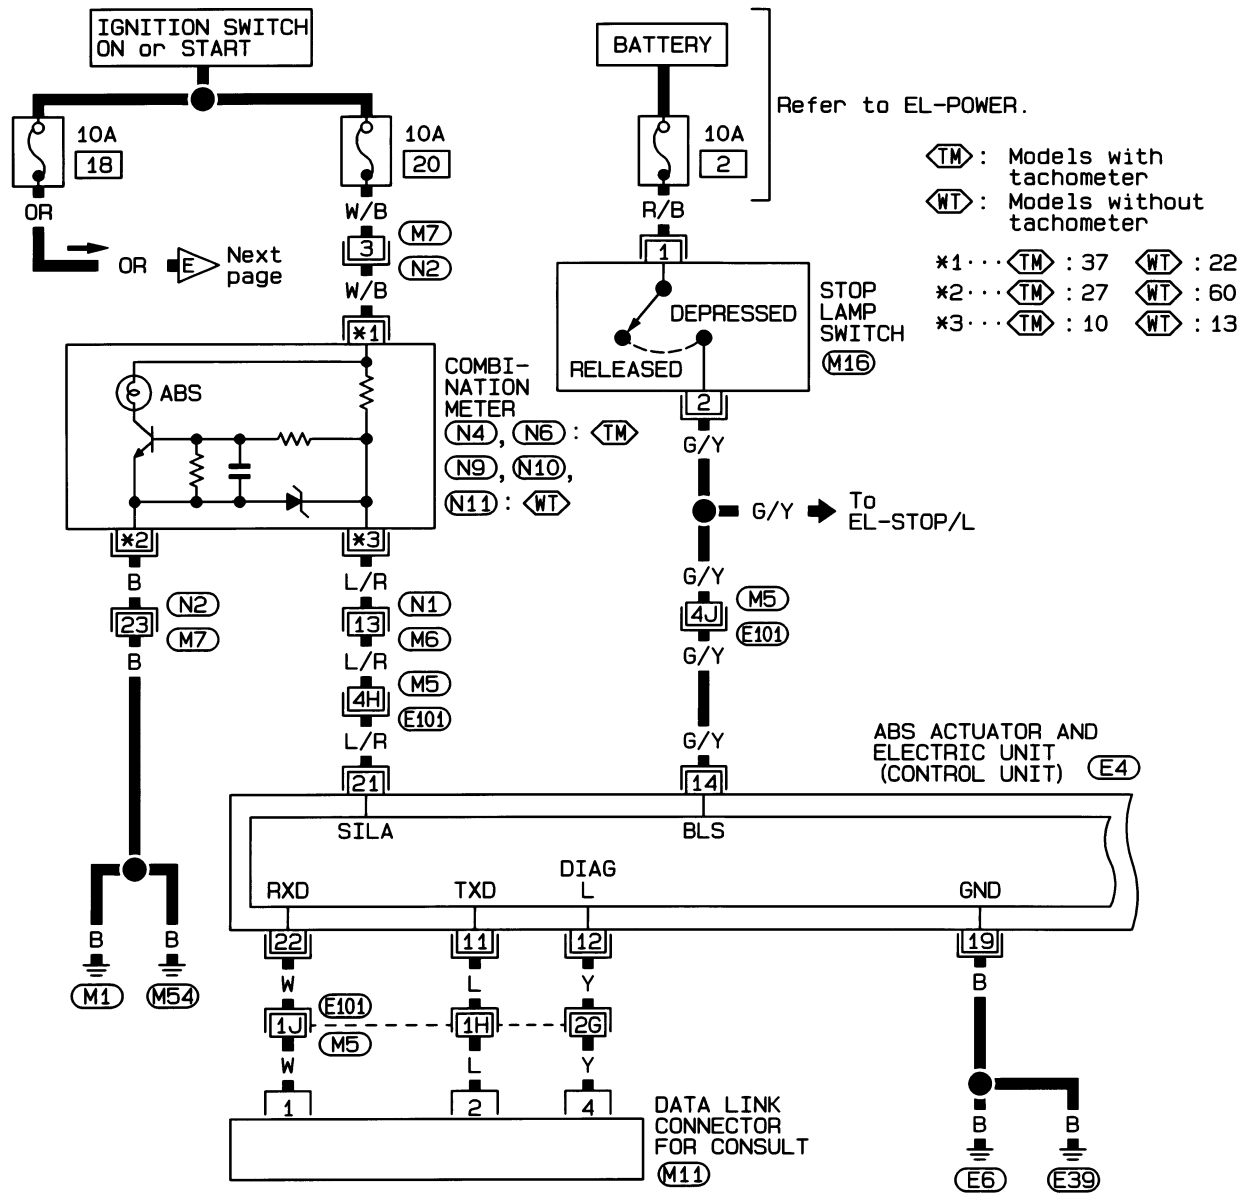 IGNITION SWITCH
ON or START
BATTERY
Refer to EL-POWER.
10A
18
10A
20
10A
2
TM : Models with
tachometer
WT : Models without
tachometer
OR
W/B
R/B
OR
E
Next
page
3
M7
N2
W/B
1
*1··· TM : 37 WT : 22
*2··· TM : 27 WT : 60
*3··· TM : 10 WT : 13
*1
DEPRESSED
RELEASED
STOP
LAMP
SWITCH
M16
ABS
COMBI-
NATION
METER
N4, N6 : TM
N9, N10,
N11 : WT
2
G/Y
G/Y
To
EL-STOP/L
*2
*3
B
L/R
G/Y
23
N2
M7
13
N1
M6
4J
M5
E101
B
L/R
G/Y
4H
M5
E101
L/R
G/Y
ABS ACTUATOR AND
ELECTRIC UNIT
(CONTROL UNIT) E4
21
14
SILA
BLS
RXD
TXD
DIAG
L
GND
22
11
12
19
B
B
M1
M54
W
L
Y
B
1J
E101
M5
1H
2G
W
L
Y
1
2
4
DATA LINK
CONNECTOR
FOR CONSULT
M11
B
B
E6
E39